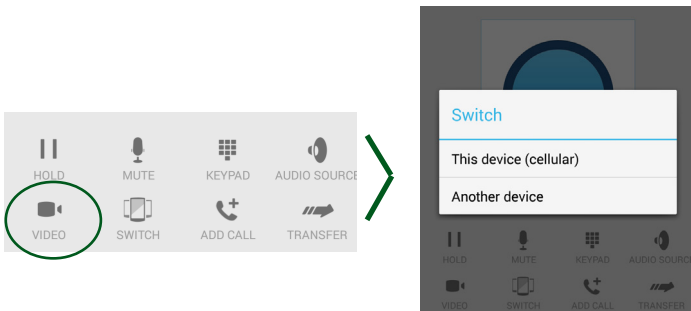 HOLD MUTE KEYPAD AUDIO SOURCE
VIDEO SWITCH ADD CALL TRANSFER
Switch
This device (cellular)
Another device
HOLD MUTE KEYPAD AUDIO SOURC
VIDEO SWITCH ADD CALL TRANSFER